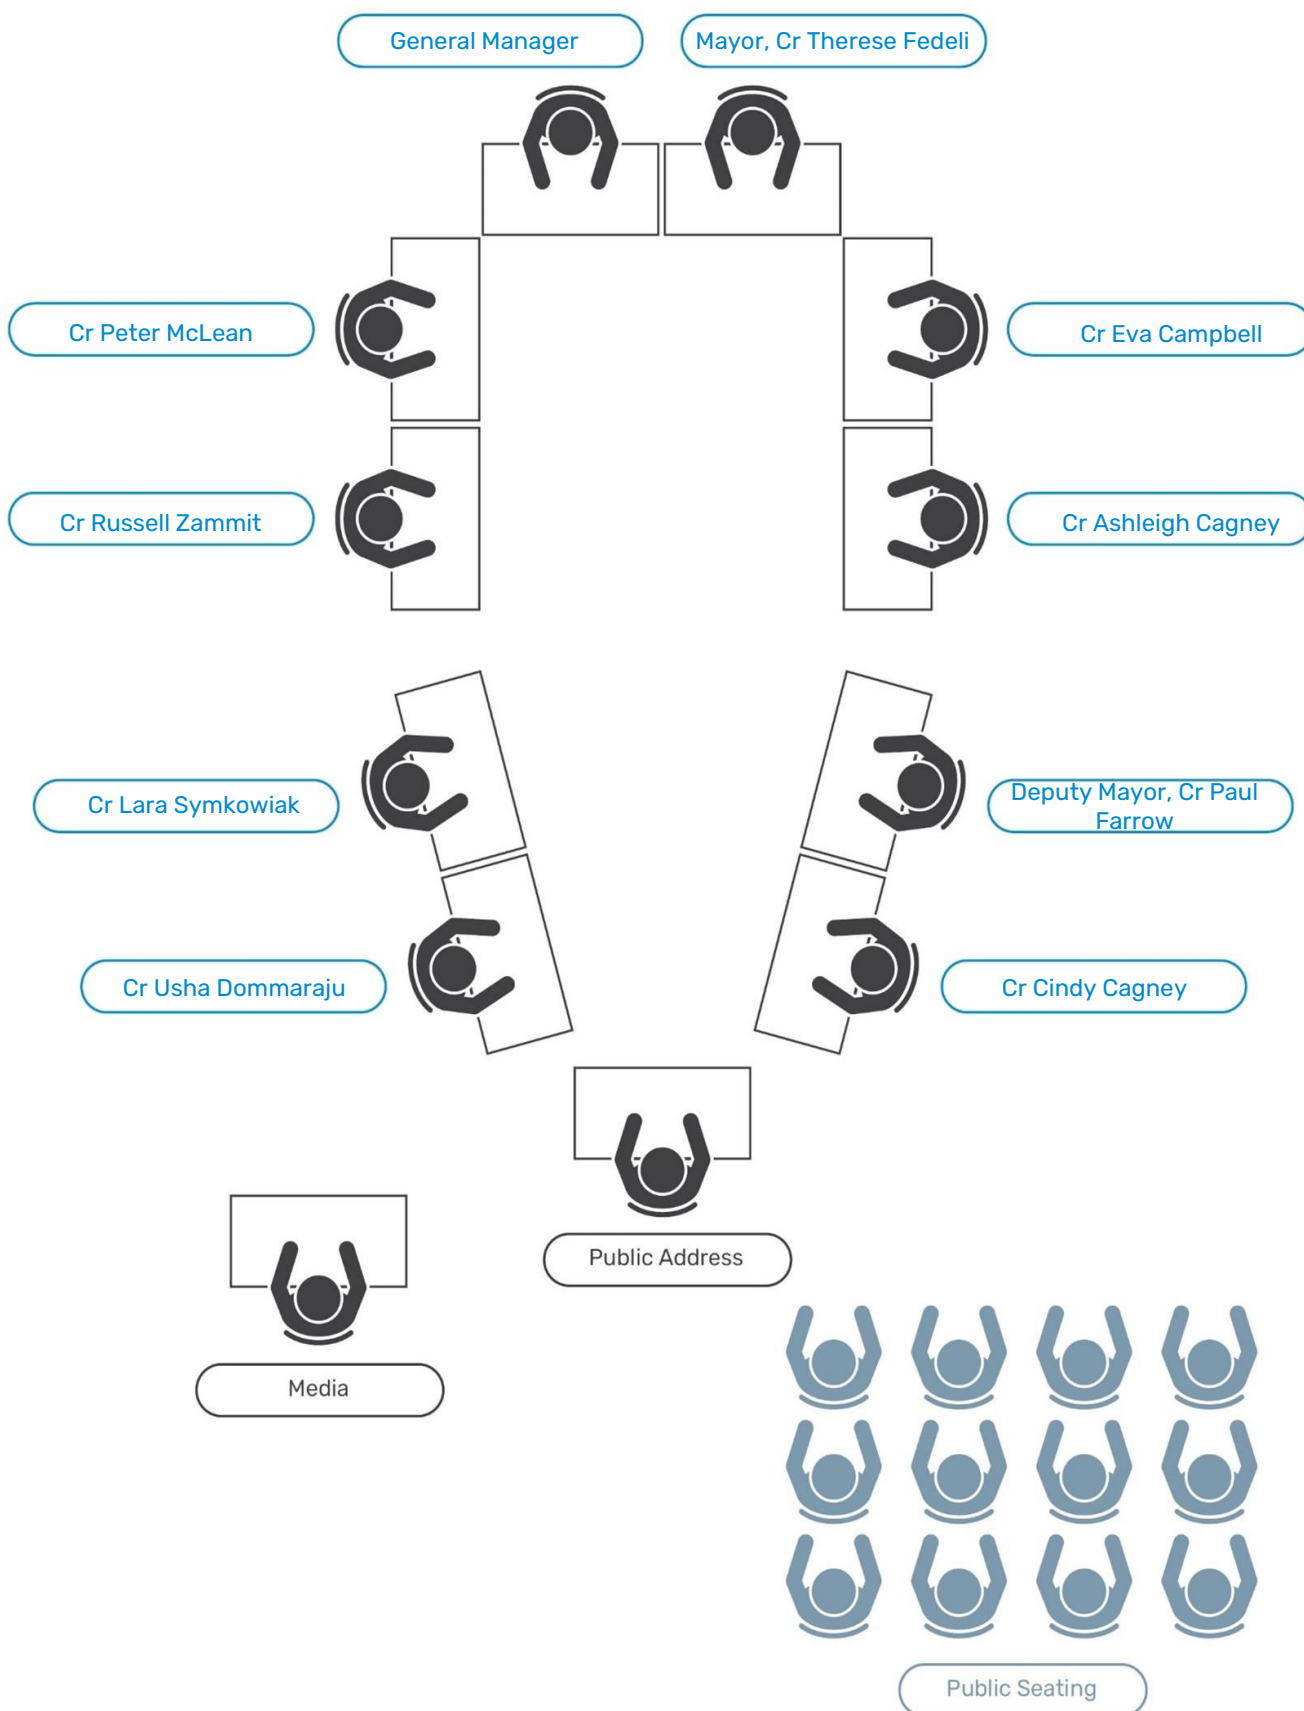 General Manager
Mayor, Cr Therese Fedeli
Cr Peter McLean
Cr Eva Campbell
Cr Russell Zammit
Cr Ashleigh Cagney
Cr Lara Symkowiak
Deputy Mayor, Cr Paul
Farrow
Cr Usha Dommaraju
Cr Cindy Cagney
Public Address
Media
Public Seating